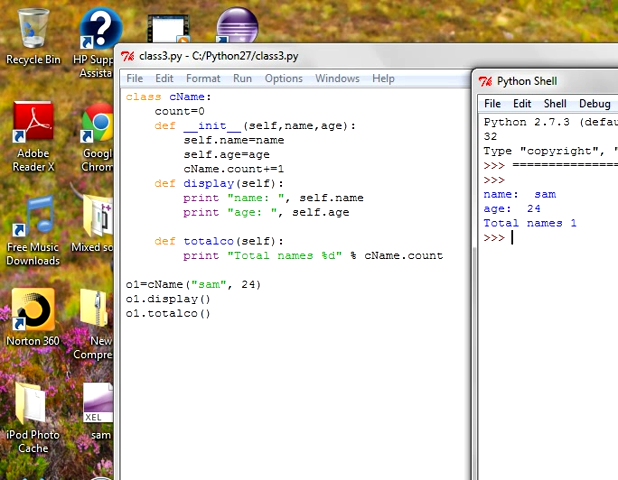 Recycle Bin
HP Supp
Assista
Adobe
Reader X
Googl
Chrom
Free Music
Downloads
Mixed so
Norton 360
New
Compre
iPod Photo
Cache
XEL
sam
class3.py - C:/Python27/class3.py
File Edit Format Run Options Windows Help
class cName:
count=0
def __init__(self,name,age):
self.name=name
self.age=age
cName.count+=1
def display(self):
print "name: ", self.name
print "age: ", self.age
def totalco(self):
print "Total names %d" % cName.count
o1=cName("sam", 24)
o1.display()
o1.totalco()
Python Shell
File Edit Shell Debug
Python 2.7.3 (defau
32
Type "copyright", "
>>> ================
>>>
name:  sam
age:  24
Total names 1
>>>